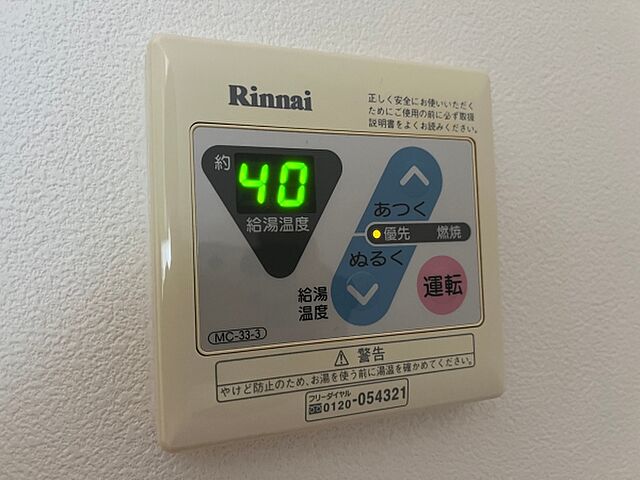 Rinnai
正しく安全にお使いいただく
ためにご使用の前に必ず取扱
説明書をよくお読みください。
約 40
給湯温度
あつく
優先 燃焼
ぬるく
給湯
温度
運転
MC-33-3
⚠ 警告
やけど防止のため、お湯を使う前に湯温を確かめてください。
フリーダイヤル
0120-054321